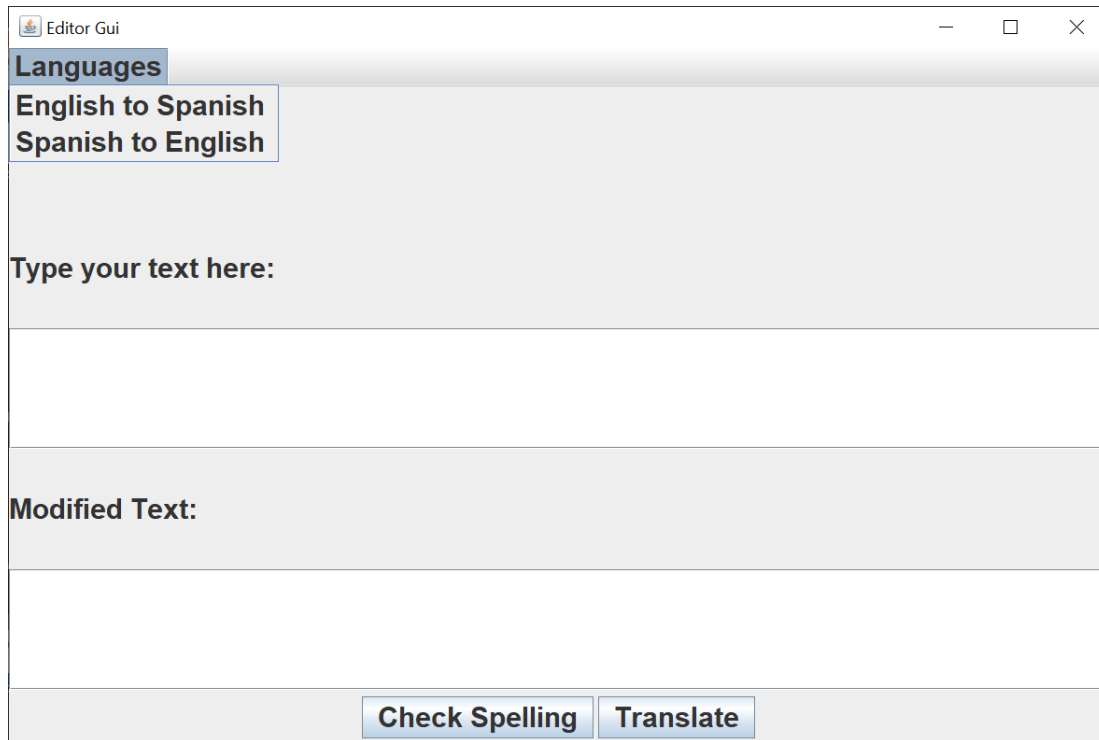 Editor Gui
Languages
English to Spanish
Spanish to English
Type your text here:
Modified Text:
Check Spelling Translate